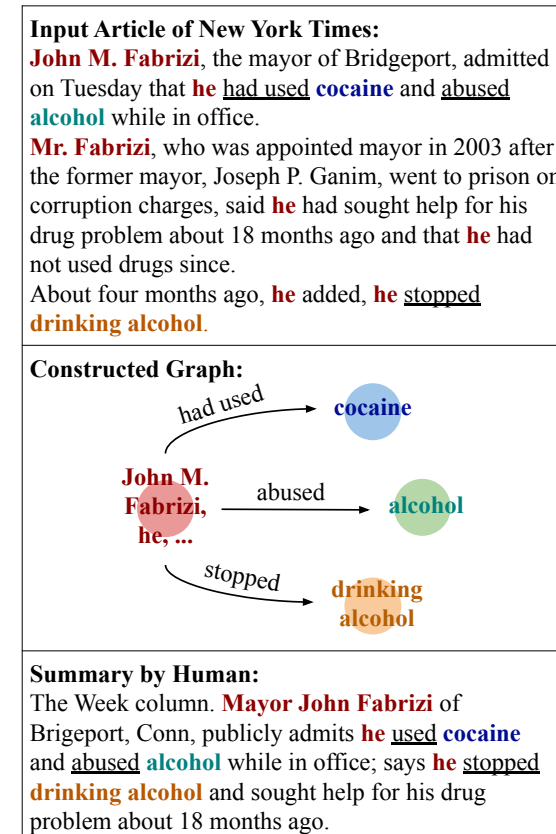 Input Article of New York Times:
John M. Fabrizi, the mayor of Bridgeport, admitted
on Tuesday that he had used cocaine and abused
alcohol while in office.
Mr. Fabrizi, who was appointed mayor in 2003 after
the former mayor, Joseph P. Ganim, went to prison on
corruption charges, said he had sought help for his
drug problem about 18 months ago and that he had
not used drugs since.
About four months ago, he added, he stopped
drinking alcohol.
Constructed Graph:
had used
cocaine
John M.
Fabrizi,
he, ...
abused
alcohol
stopped
drinking
alcohol
Summary by Human:
The Week column. Mayor John Fabrizi of
Brigeport, Conn, publicly admits he used cocaine
and abused alcohol while in office; says he stopped
drinking alcohol and sought help for his drug
problem about 18 months ago.